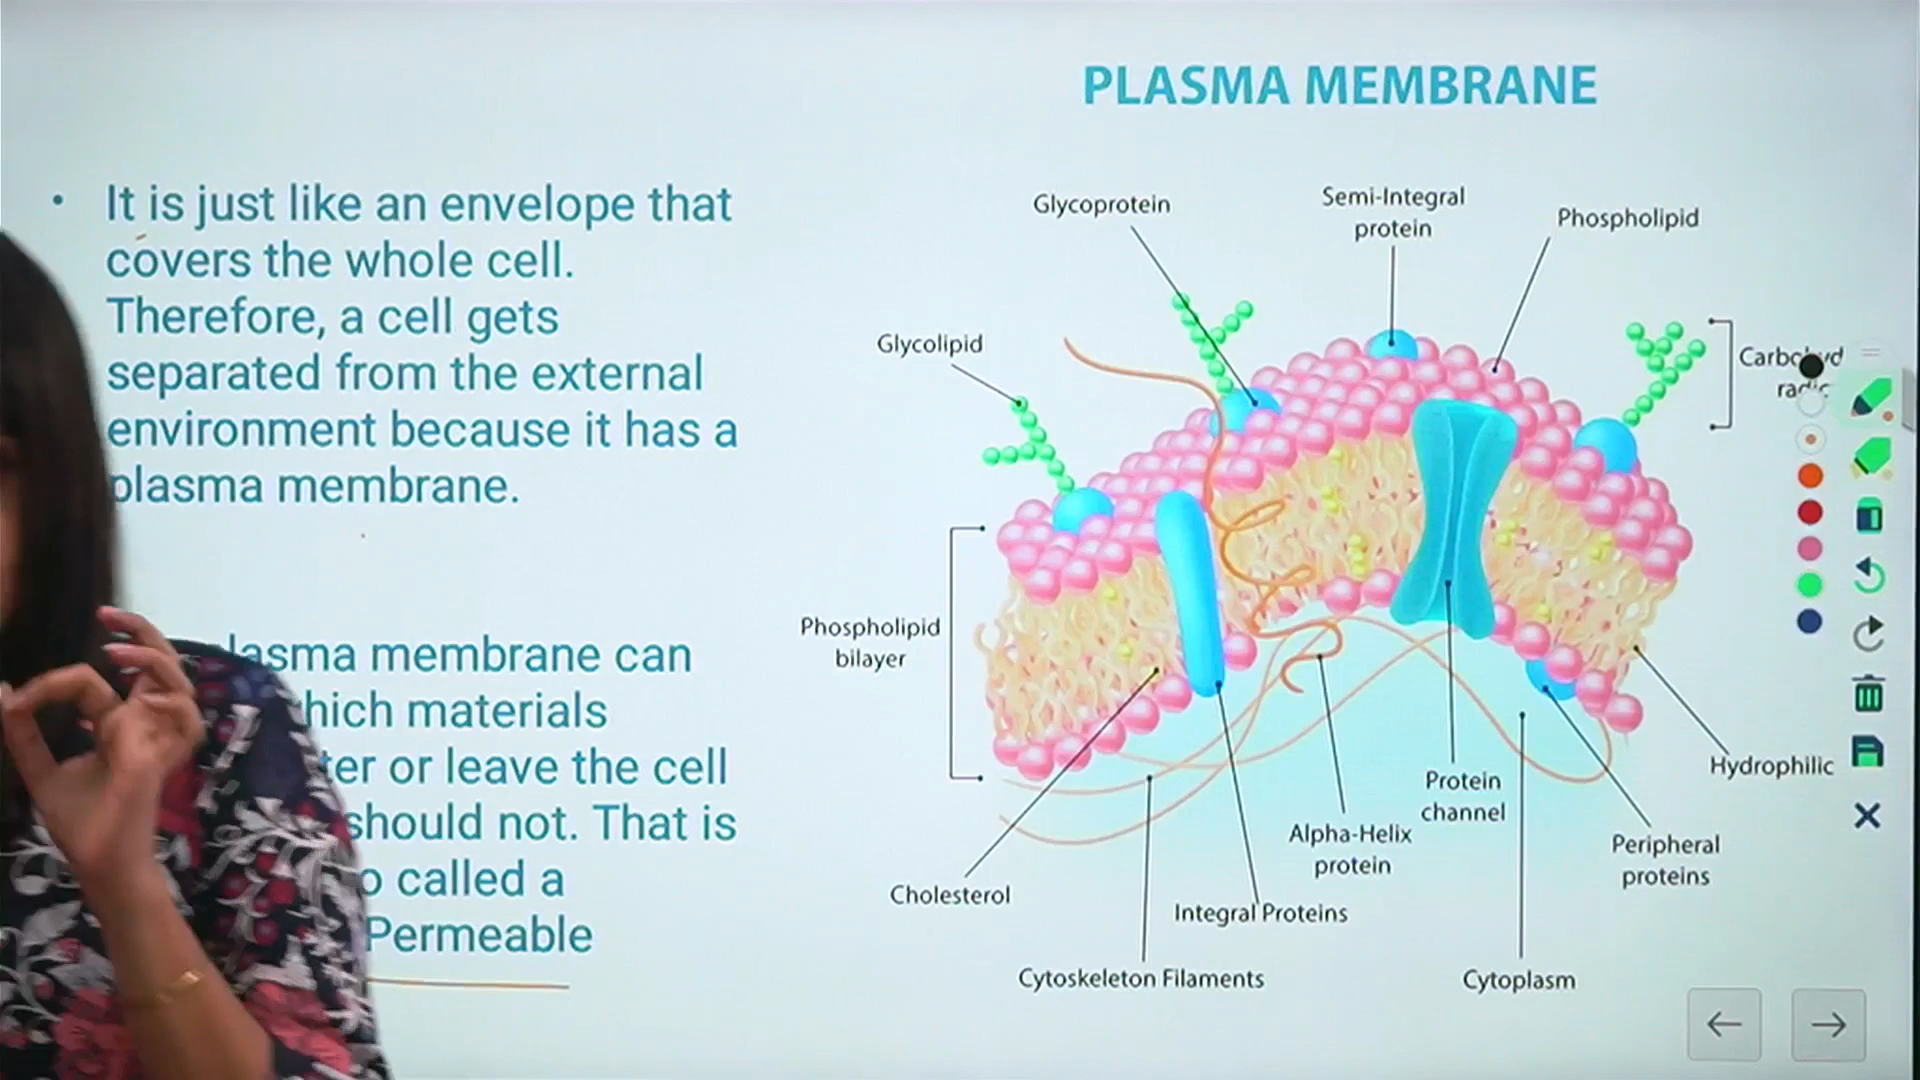 PLASMA MEMBRANE
• It is just like an envelope that
covers the whole cell.
Therefore, a cell gets
separated from the external
environment because it has a
plasma membrane.
membrane can
materials
or leave the cell
should not. That is
called a
Permeable
Glycoprotein
Semi-Integral
protein
Phospholipid
Glycolipid
Phospholipid
bilayer
Hydrophilic
Protein
channel
Alpha-Helix
protein
Peripheral
proteins
Cholesterol
Integral Proteins
Cytoskeleton Filaments
Cytoplasm